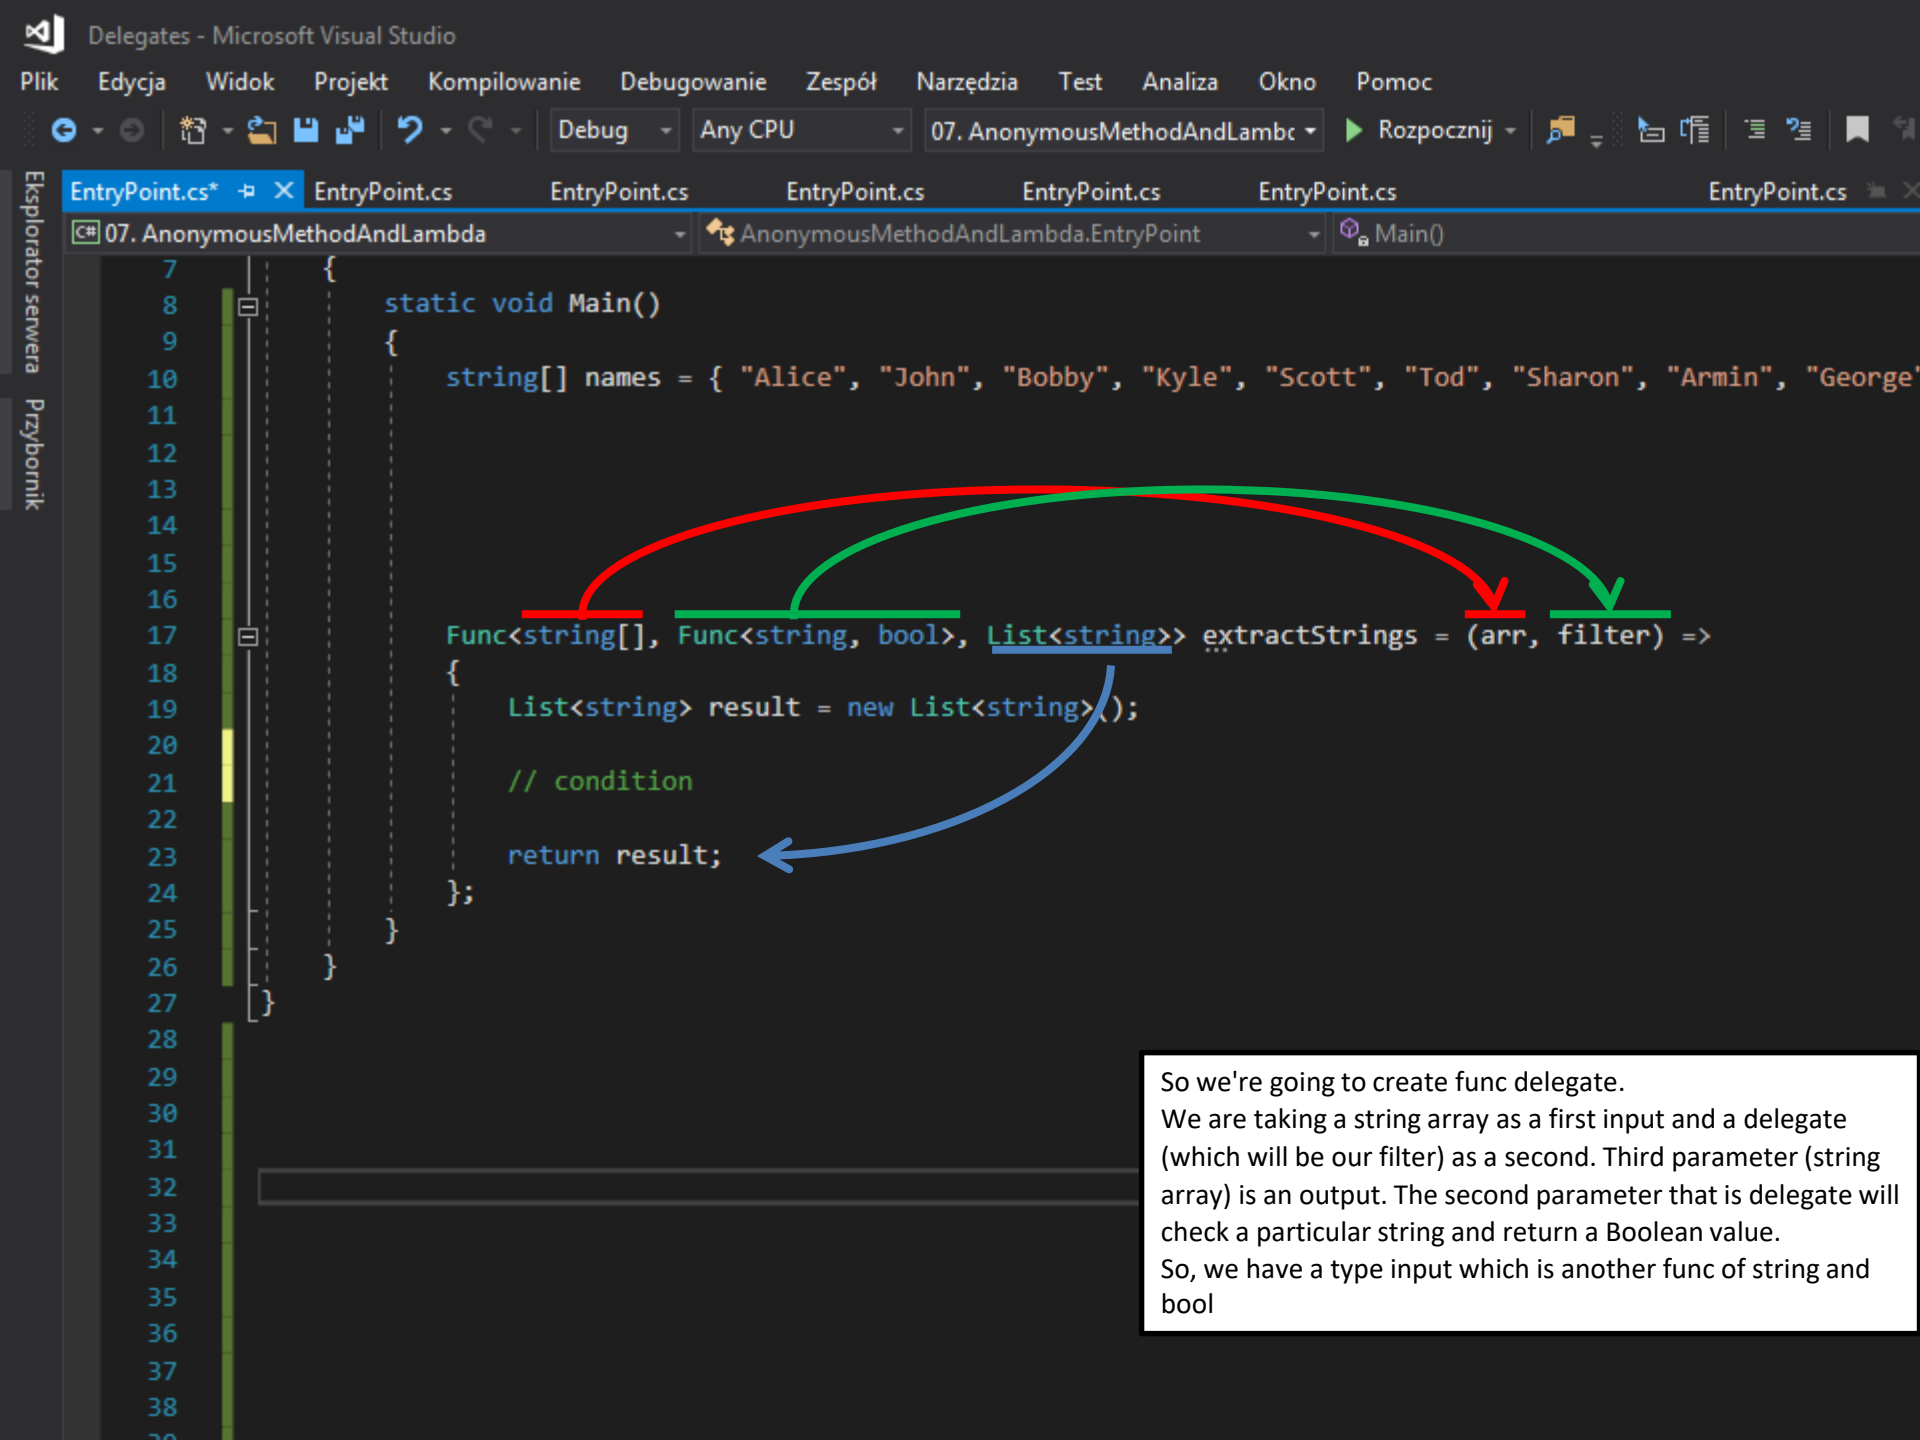 Delegates - Microsoft Visual Studio
Plik Edycja Widok Projekt Kompilowanie Debugowanie Zespół Narzędzia Test Analiza Okno Pomoc
Debug Any CPU 07. AnonymousMethodAndLambc Rozpocznij
Eksplorator serwera
Przybornik
EntryPoint.cs* EntryPoint.cs EntryPoint.cs EntryPoint.cs EntryPoint.cs EntryPoint.cs EntryPoint.cs
C# 07. AnonymousMethodAndLambda AnonymousMethodAndLambda.EntryPoint Main()
7 {
8 static void Main()
9 {
10 string[] names = { "Alice", "John", "Bobby", "Kyle", "Scott", "Tod", "Sharon", "Armin", "George"
11
12
13
14
15
16
17 Func<string[], Func<string, bool>, List<string>> extractStrings = (arr, filter) =>
18 {
19 List<string> result = new List<string>();
20
21 // condition
22
23 return result;
24 };
25 }
26 }
27 }
28
29
30
31
32
33
34
35
36
37
38
So we're going to create func delegate.
We are taking a string array as a first input and a delegate
(which will be our filter) as a second. Third parameter (string
array) is an output. The second parameter that is delegate will
check a particular string and return a Boolean value.
So, we have a type input which is another func of string and
bool